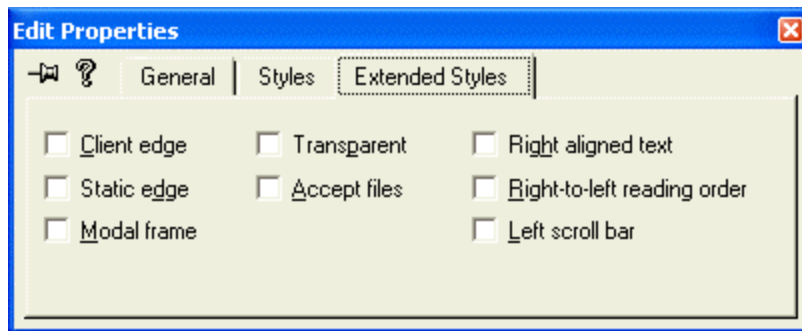 Edit Properties
General Styles Extended Styles
Client edge Transparent Right aligned text
Static edge Accept files Right-to-left reading order
Modal frame Left scroll bar